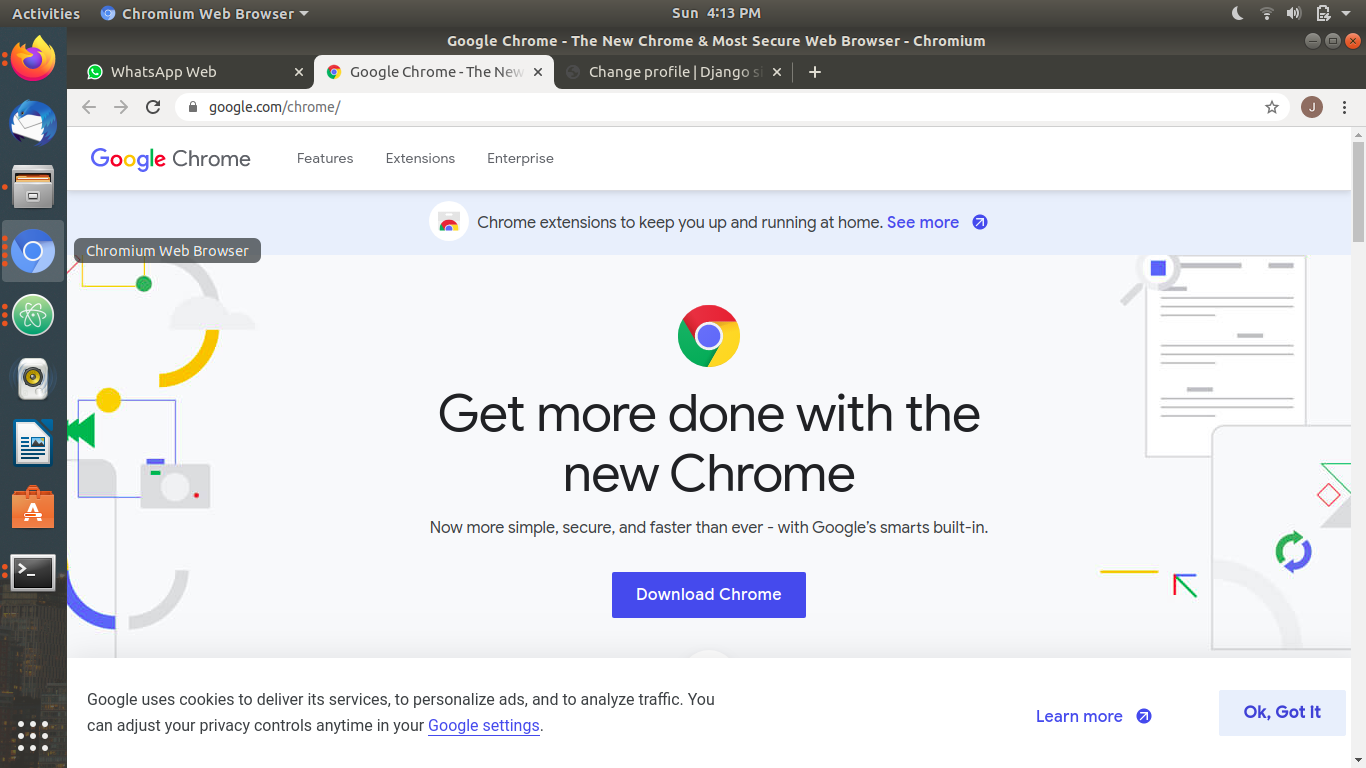 Activities
Chromium Web Browser
Sun 4:13 PM
Google Chrome - The New Chrome & Most Secure Web Browser - Chromium
WhatsApp Web
Google Chrome - The New
Change profile | Django si
google.com/chrome/
J
Google Chrome
Features
Extensions
Enterprise
Chrome extensions to keep you up and running at home. See more
Chromium Web Browser
Get more done with the
new Chrome
Now more simple, secure, and faster than ever - with Google's smarts built-in.
Download Chrome
Google uses cookies to deliver its services, to personalize ads, and to analyze traffic. You
can adjust your privacy controls anytime in your Google settings.
Learn more
Ok, Got It